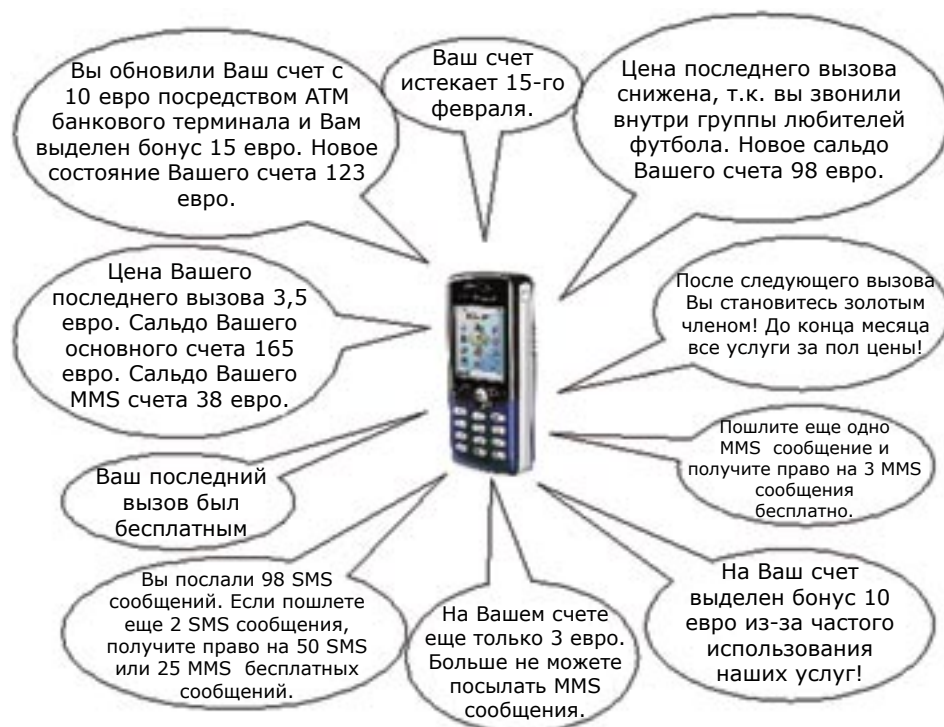 Вы обновили Ваш счет с
10 евро посредством ATM
банкового терминала и Вам
выделен бонус 15 евро. Новое
состояние Вашего счета 123
евро.
Ваш счет
истекает 15-го
февраля.
Цена последнего вызова
снижена, т.к. вы звонили
внутри группы любителей
футбола. Новое сальдо
Вашего счета 98 евро.
Цена Вашего
последнего вызова 3,5
евро. Сальдо Вашего
основного счета 165
евро. Сальдо Вашего
MMS счета 38 евро.
После следующего вызова
Вы становитесь золотым
членом! До конца месяца
все услуги за пол цены!
Ваш последний
вызов был
бесплатным
Пошлите еще одно
MMS сообщение и
получите право на 3 MMS
сообщения
бесплатно.
Вы послали 98 SMS
сообщений. Если пошлете
еще 2 SMS сообщения,
получите право на 50 SMS
или 25 MMS бесплатных
сообщений.
На Вашем счете
еще только 3 евро.
Больше не можете
посылать MMS
сообщения.
На Ваш счет
выделен бонус 10
евро из-за частого
использования
наших услуг!